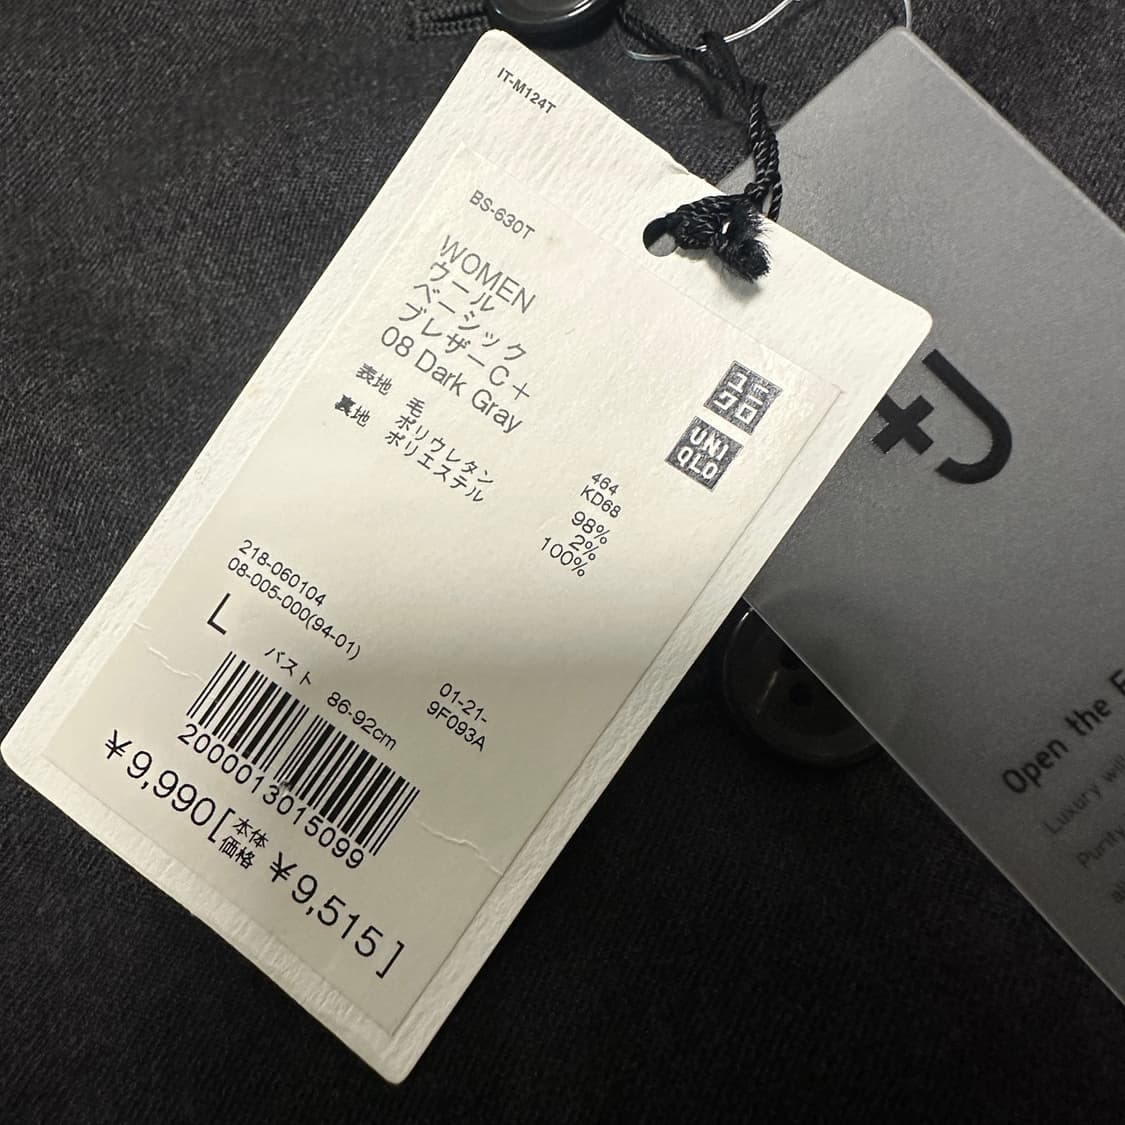 IT-M124T
BS-630T
WOMEN
ウール
ベーシック
ブレザーC+
08 Dark Gray
表地 毛
ポリウレタン
裏地 ポリエステル
ユニ
クロ
UNI
QLO
464
KD68
98%
2%
100%
218-060104
08-005-000(94-01)
L
バスト 86-92cm
01-21-
9F093A
2000013015099
¥9,990[本体価格 ¥9,515]
+J
Open the
Luxury wil
Purity